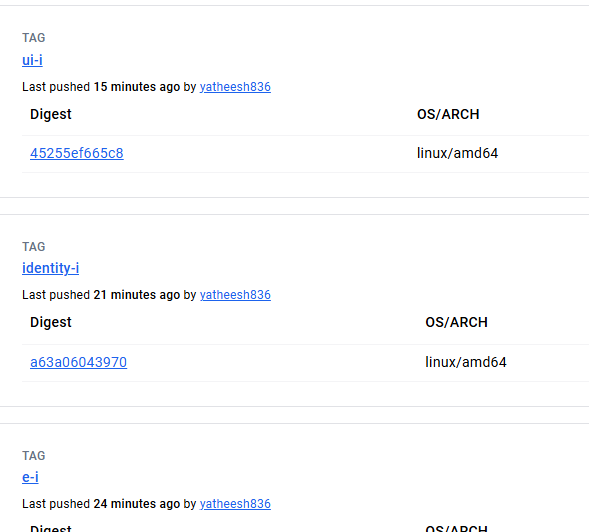 TAG
ui-i
Last pushed 15 minutes ago by yatheesh836
Digest OS/ARCH
45255ef665c8 linux/amd64
TAG
identity-i
Last pushed 21 minutes ago by yatheesh836
Digest OS/ARCH
a63a06043970 linux/amd64
TAG
e-i
Last pushed 24 minutes ago by yatheesh836
Digest OS/ARCH